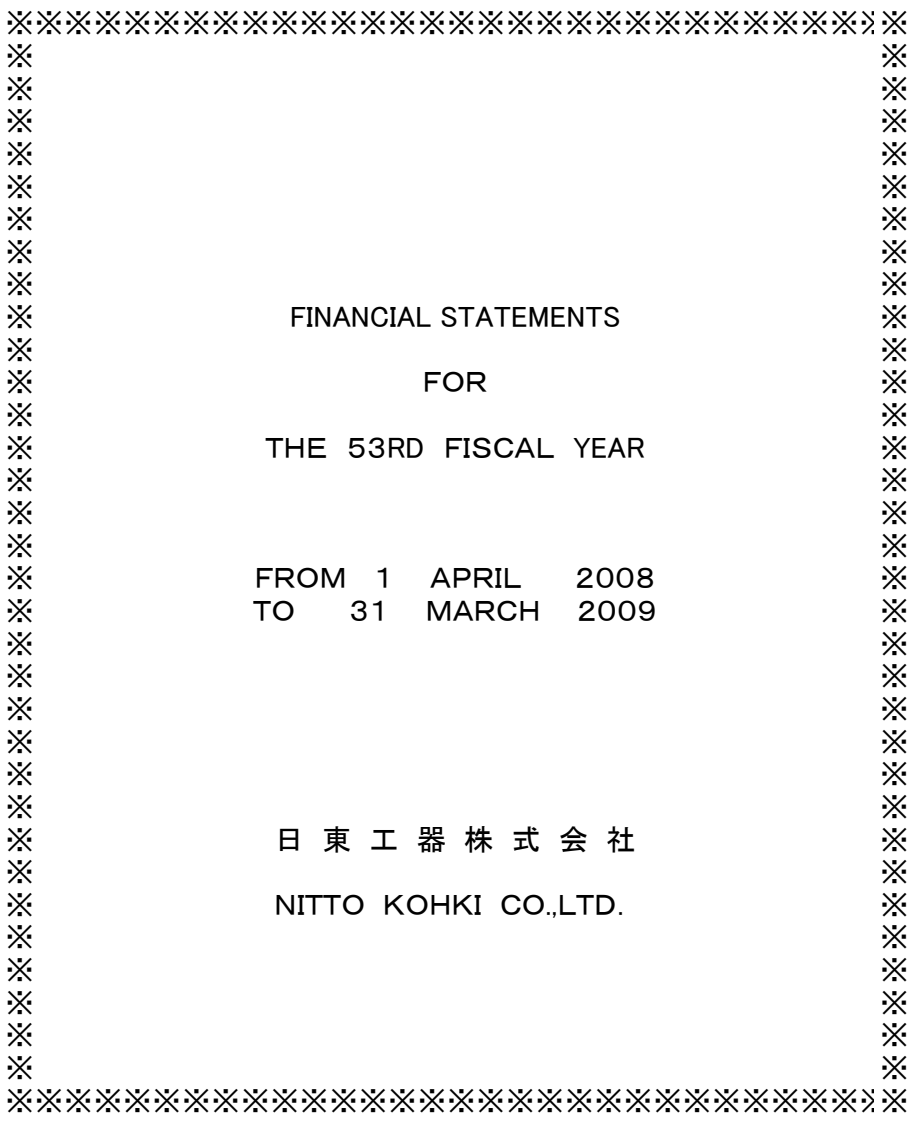 FINANCIAL STATEMENTS
FOR
THE 53RD FISCAL YEAR
FROM 1 APRIL 2008
TO 31 MARCH 2009
日東工器株式会社
NITTO KOHKI CO.,LTD.